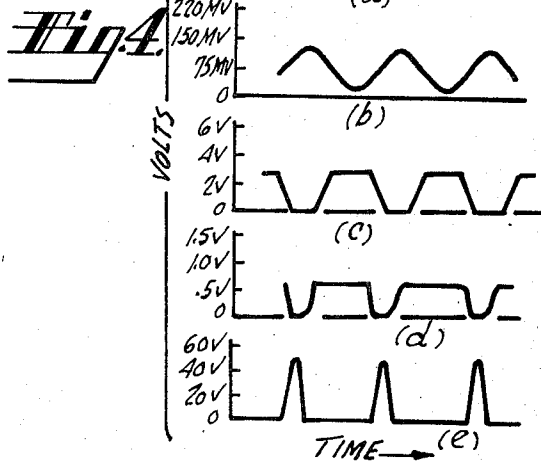 Fig. 4.
220MV
150MV
75MV
0
(b)
VOLTS
6V
4V
2V
0
(c)
1.5V
1.0V
.5V
0
(d)
60V
40V
20V
0
(e)
TIME